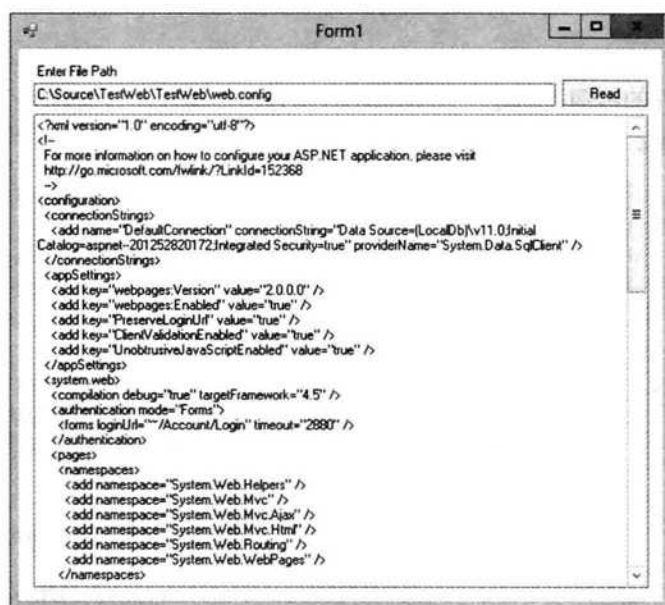 Form1
Enter File Path
C:\Source\TestWeb\TestWeb\web.config
Read
<?xml version="1.0" encoding="utf-8"?>
<!--
For more information on how to configure your ASP.NET application, please visit
http://go.microsoft.com/fwlink/?LinkId=152368
-->
<configuration>
<connectionStrings>
<add name="DefaultConnection" connectionString="Data Source=(LocalDb)\v11.0;Initial
Catalog=aspnet--201252820172;Integrated Security=true" providerName="System.Data.SqlClient" />
</connectionStrings>
<appSettings>
<add key="webpages:Version" value="2.0.0.0" />
<add key="webpages:Enabled" value="true" />
<add key="PreserveLoginUrl" value="true" />
<add key="ClientValidationEnabled" value="true" />
<add key="UnobtrusiveJavaScriptEnabled" value="true" />
</appSettings>
<system.web>
<compilation debug="true" targetFramework="4.5" />
<authentication mode="Forms">
<forms loginUrl="~/Account/Login" timeout="2880" />
</authentication>
<pages>
<namespaces>
<add namespace="System.Web.Helpers" />
<add namespace="System.Web.Mvc" />
<add namespace="System.Web.Mvc.Ajax" />
<add namespace="System.Web.Mvc.Html" />
<add namespace="System.Web.Routing" />
<add namespace="System.Web.WebPages" />
</namespaces>